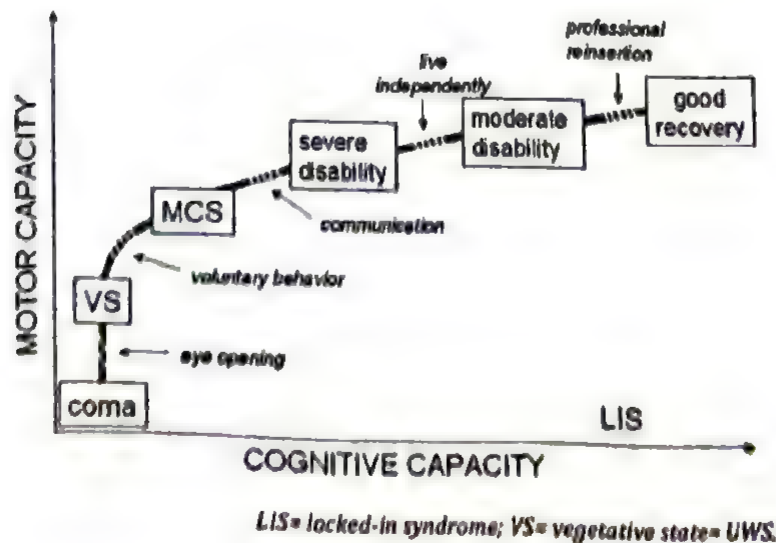 MOTOR CAPACITY
professional
reinsertion
live
independently
good
recovery
moderate
disability
severe
disability
MCS
communication
voluntary behavior
VS
eye opening
coma
LIS
COGNITIVE CAPACITY
LIS= locked-in syndrome; VS= vegetative state= UWS.